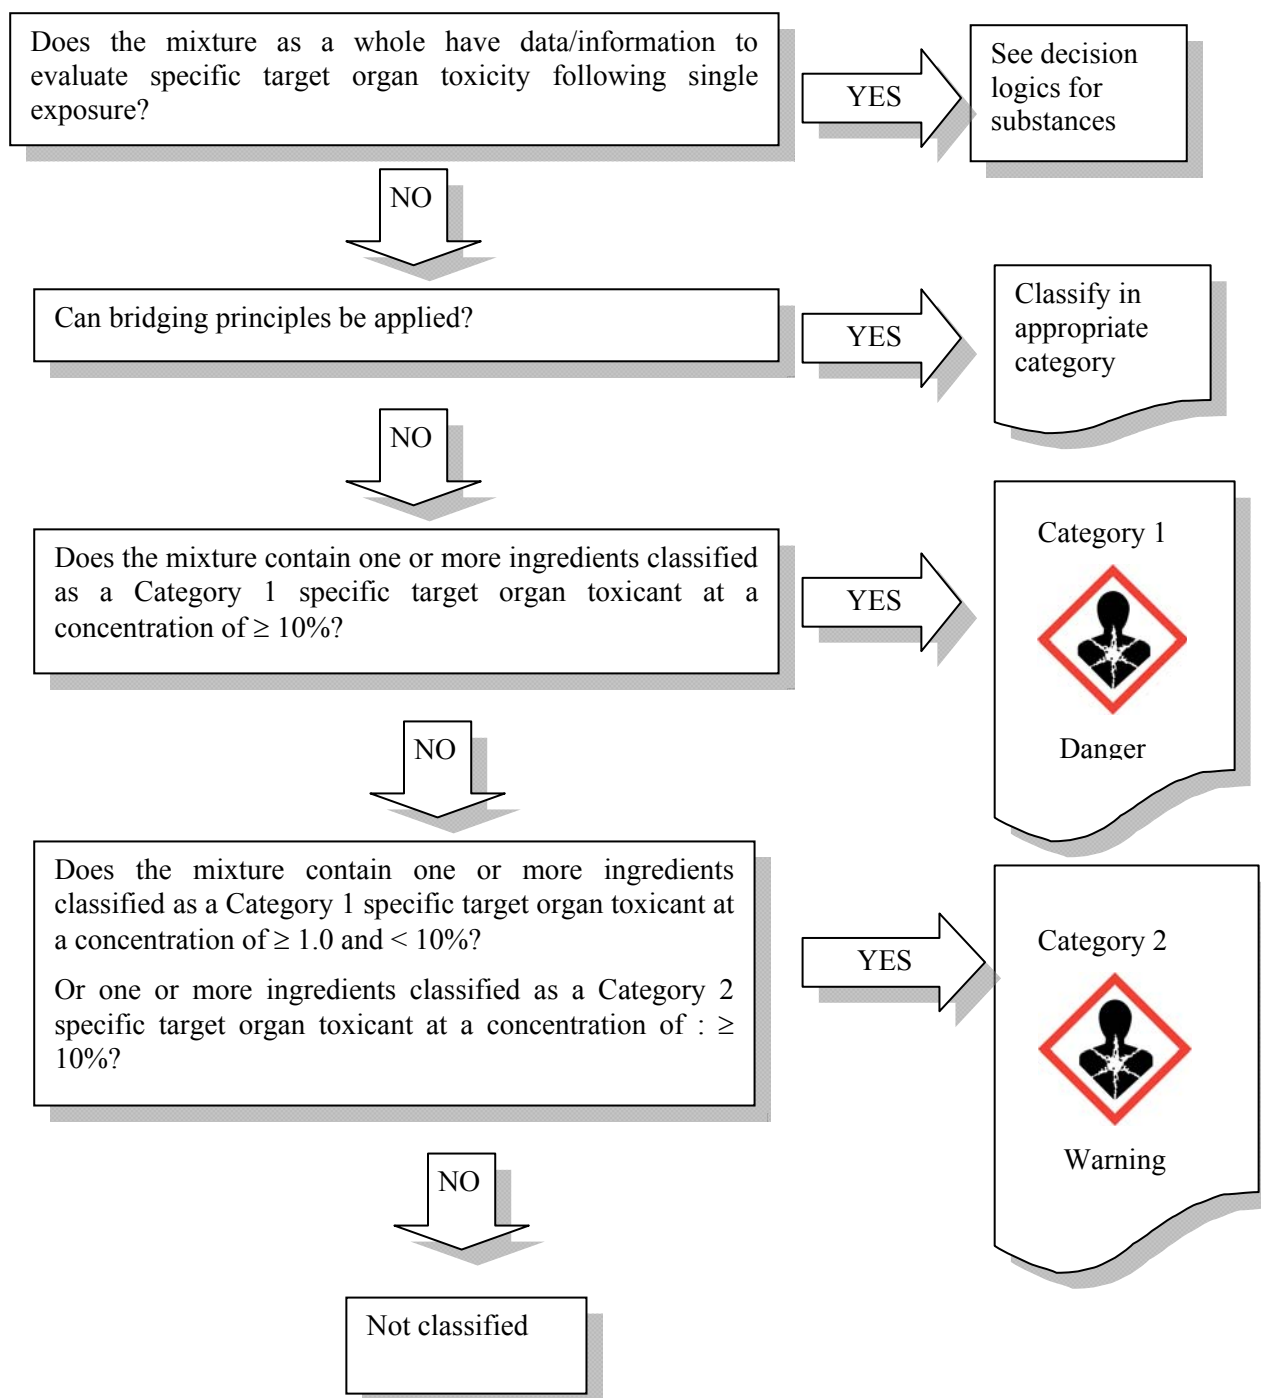 Does the mixture as a whole have data/information to
evaluate specific target organ toxicity following single
exposure?
YES
See decision
logics for
substances
NO
Can bridging principles be applied?
YES
Classify in
appropriate
category
NO
Does the mixture contain one or more ingredients classified
as a Category 1 specific target organ toxicant at a
concentration of ≥ 10%?
YES
Category 1
Danger
NO
Does the mixture contain one or more ingredients
classified as a Category 1 specific target organ toxicant at
a concentration of ≥ 1.0 and < 10%?
Or one or more ingredients classified as a Category 2
specific target organ toxicant at a concentration of : ≥
10%?
YES
Category 2
Warning
NO
Not classified